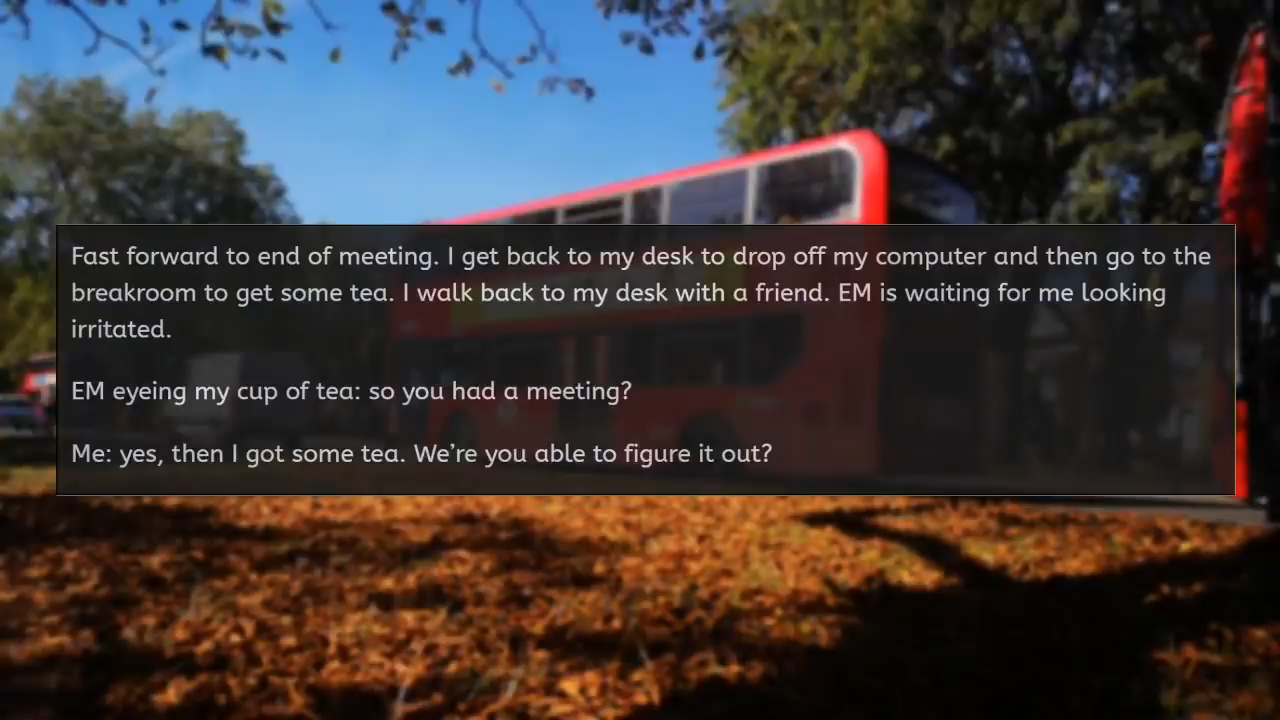 Fast forward to end of meeting. I get back to my desk to drop off my computer and then go to the
breakroom to get some tea. I walk back to my desk with a friend. EM is waiting for me looking
irritated.
EM eyeing my cup of tea: so you had a meeting?
Me: yes, then I got some tea. We’re you able to figure it out?